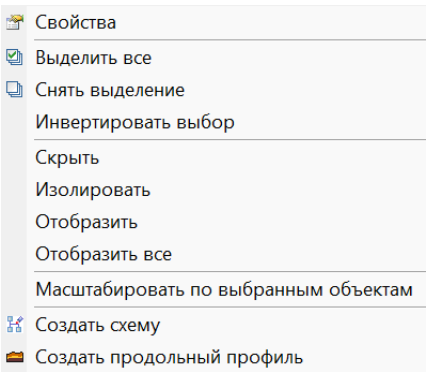 Свойства
Выделить все
Снять выделение
Инвертировать выбор
Скрыть
Изолировать
Отобразить
Отобразить все
Масштабировать по выбранным объектам
Создать схему
Создать продольный профиль